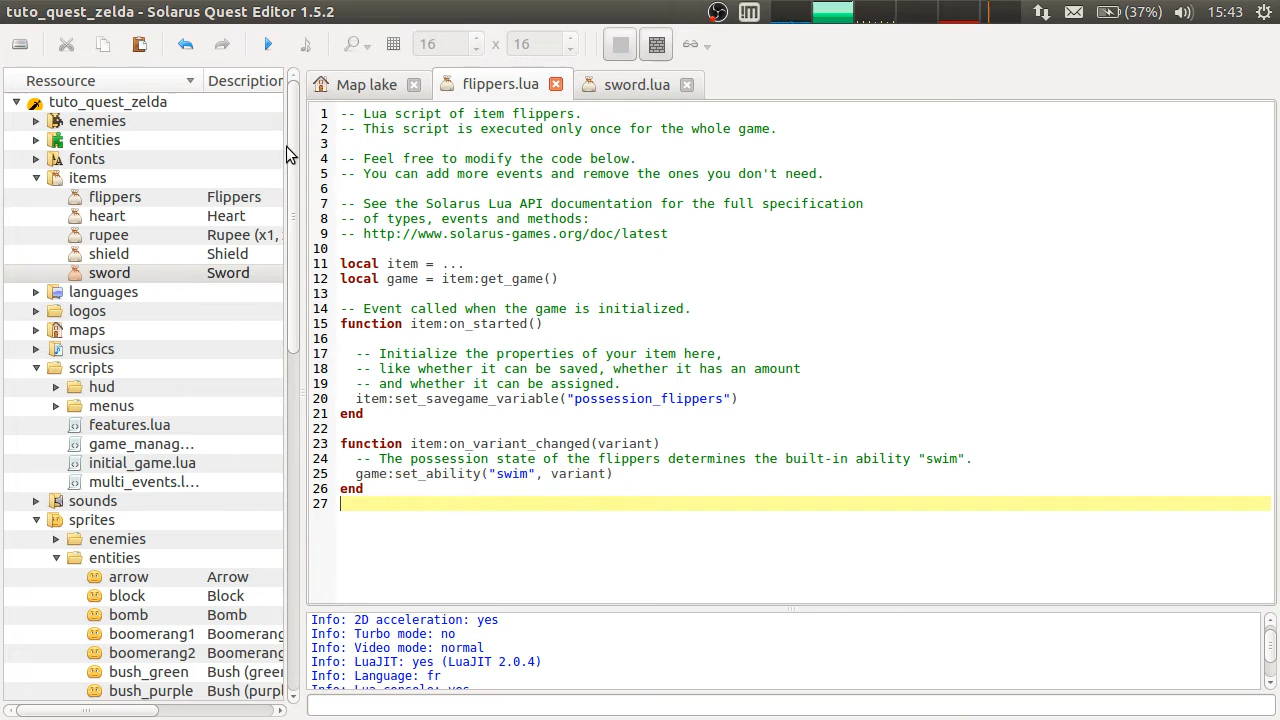 tuto_quest_zelda - Solarus Quest Editor 1.5.2
(37%)
15:43
16 x 16
Ressource Description
Map lake flippers.lua sword.lua
tuto_quest_zelda
enemies
entities
fonts
items
flippers Flippers
heart Heart
rupee Rupee (x1,
shield Shield
sword Sword
languages
logos
maps
musics
scripts
hud
menus
features.lua
game_manag...
initial_game.lua
multi_events.l...
sounds
sprites
enemies
entities
arrow Arrow
block Block
bomb Bomb
boomerang1 Boomerang
boomerang2 Boomerang
bush_green Bush (green
bush_purple Bush (purpl
1 -- Lua script of item flippers.
2 -- This script is executed only once for the whole game.
3
4 -- Feel free to modify the code below.
5 -- You can add more events and remove the ones you don't need.
6
7 -- See the Solarus Lua API documentation for the full specification
8 -- of types, events and methods:
9 -- http://www.solarus-games.org/doc/latest
10
11 local item = ...
12 local game = item:get_game()
13
14 -- Event called when the game is initialized.
15 function item:on_started()
16
17 -- Initialize the properties of your item here,
18 -- like whether it can be saved, whether it has an amount
19 -- and whether it can be assigned.
20 item:set_savegame_variable("possession_flippers")
21 end
22
23 function item:on_variant_changed(variant)
24 -- The possession state of the flippers determines the built-in ability "swim".
25 game:set_ability("swim", variant)
26 end
27
Info: 2D acceleration: yes
Info: Turbo mode: no
Info: Video mode: normal
Info: LuaJIT: yes (LuaJIT 2.0.4)
Info: Language: fr
Info: Lua console: yes